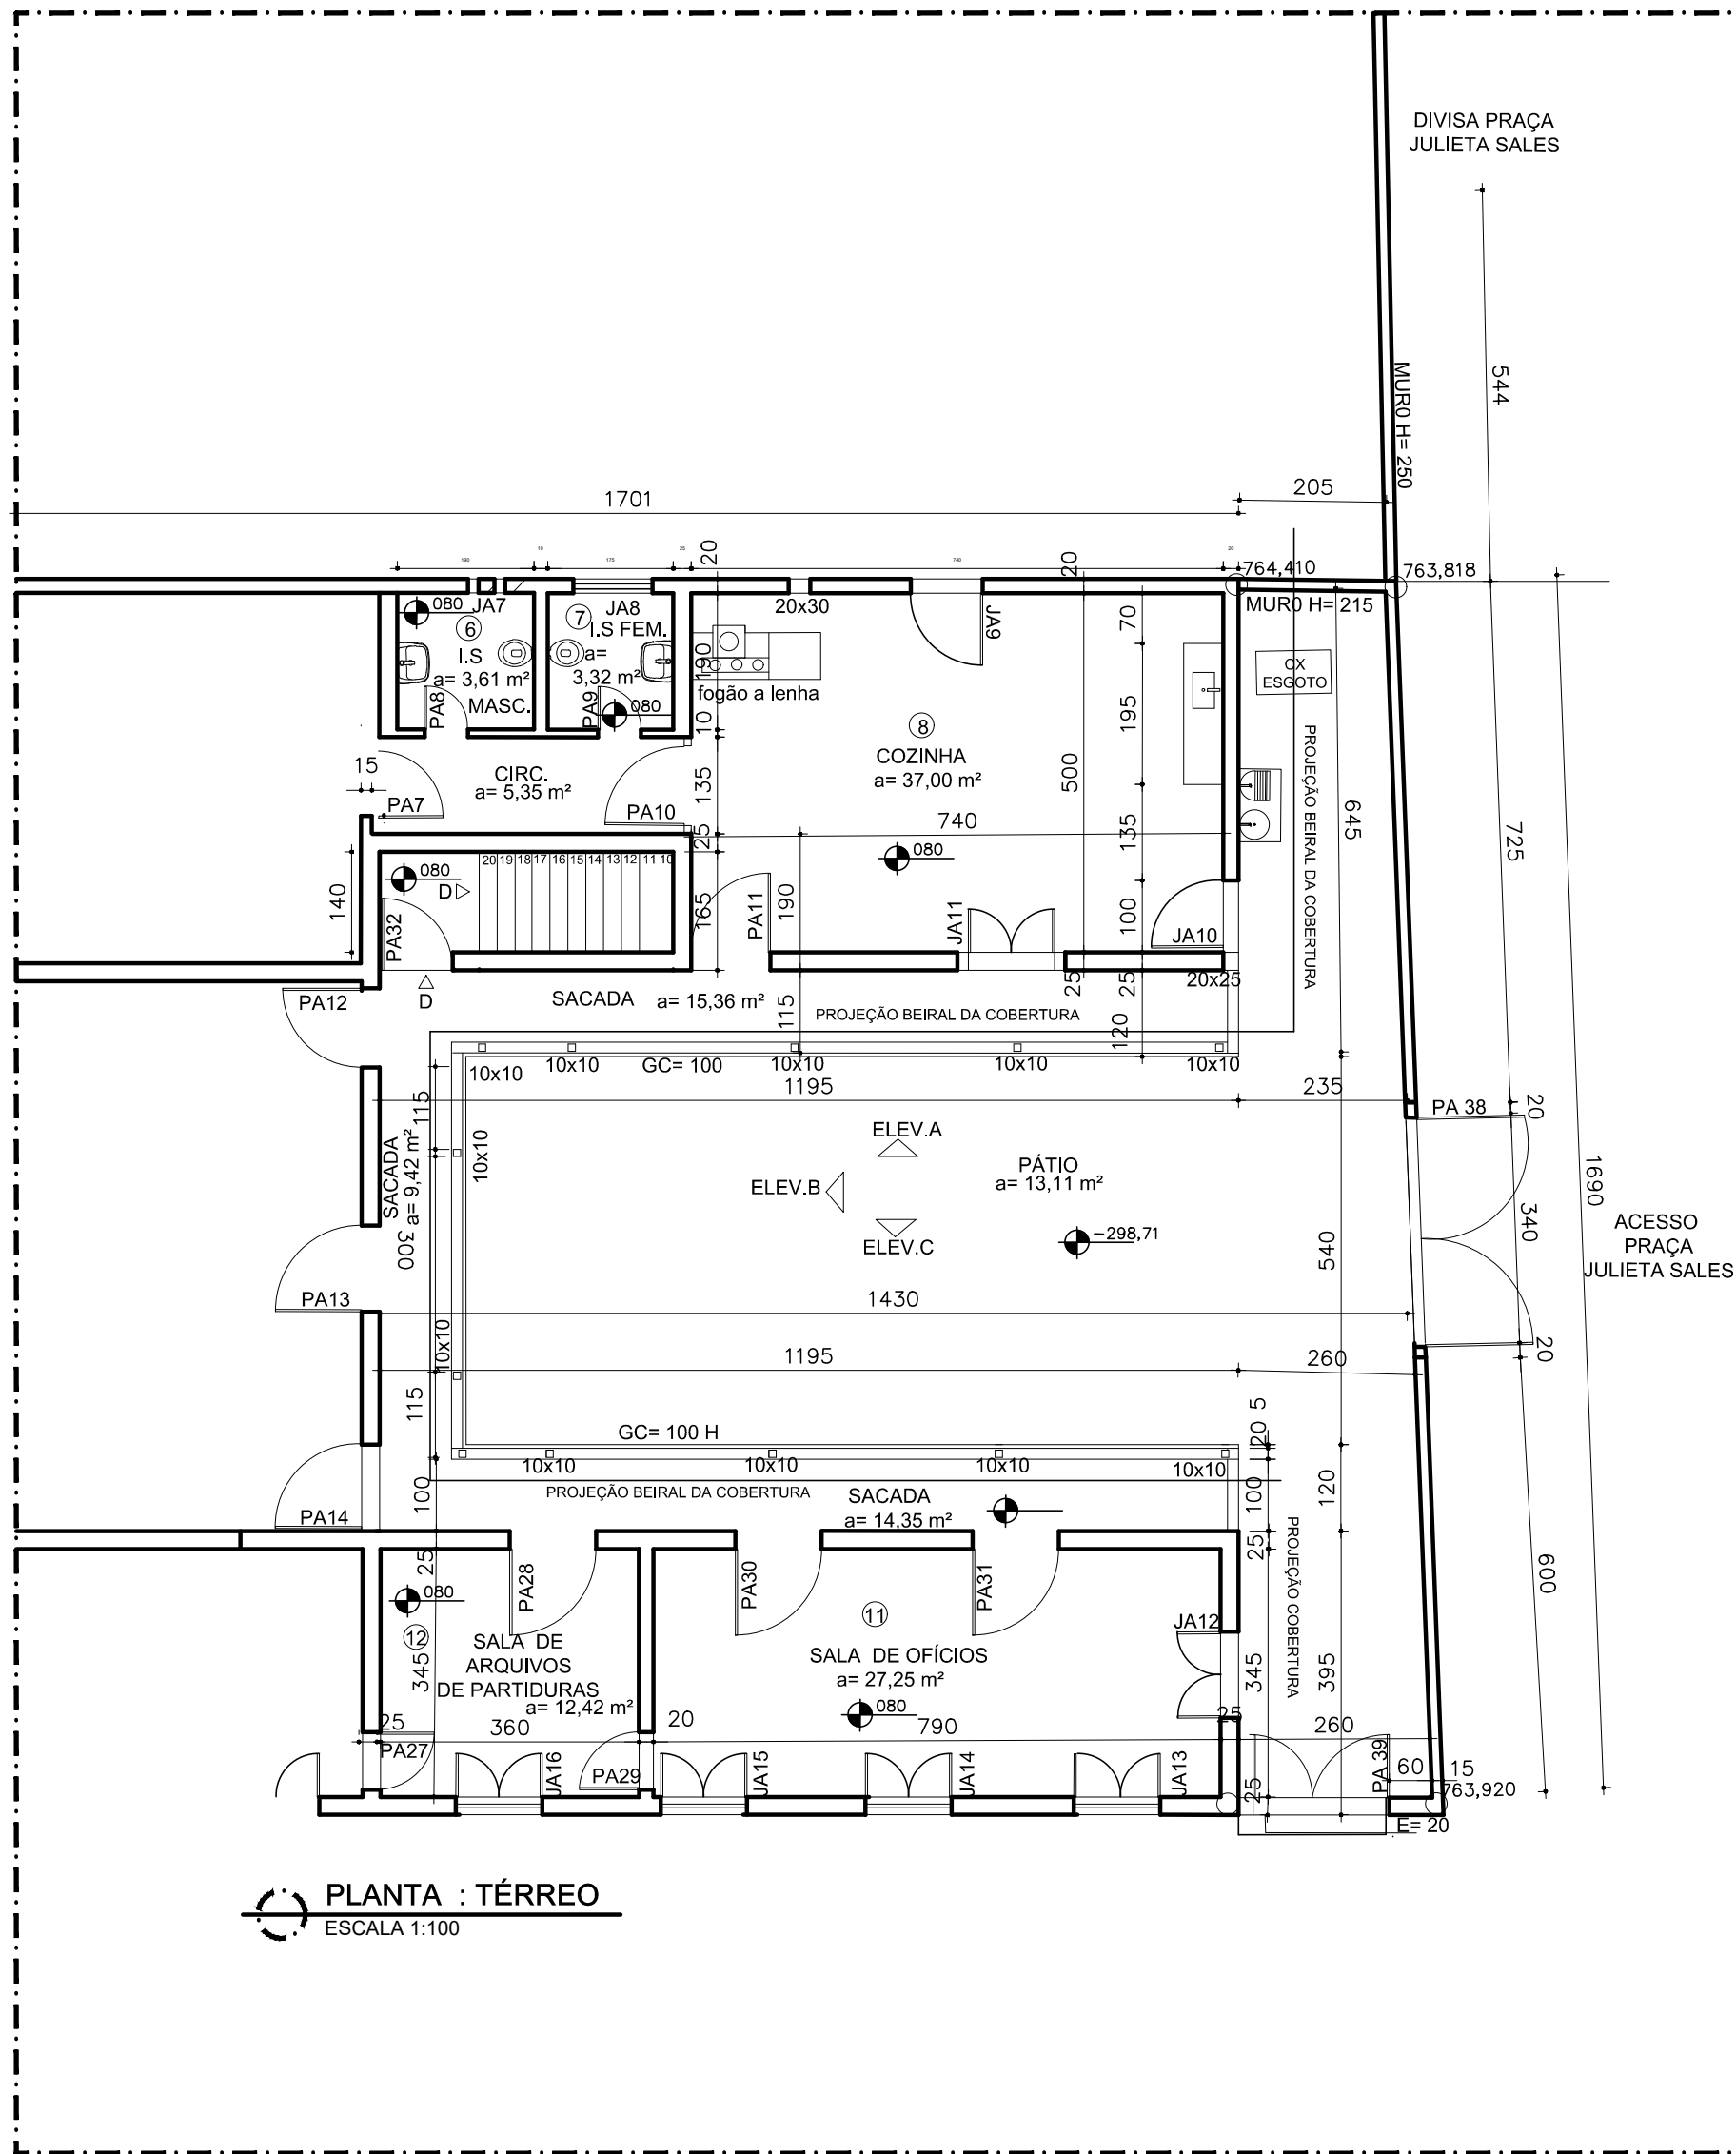 DIVISA PRAÇA
JULIETA SALES
544
MUR0 H= 250
1701
205
190
18
175
25
740
20
20
20
764,410
763,818
MUR0 H= 215
080
JA7
6
I.S
a= 3,61 m²
MASC.
PA8
7
JA8
I.S FEM.
a=
3,32 m²
PA9
080
190
10
20x30
fogão a lenha
JA9
70
CX
ESGOTO
8
COZINHA
a= 37,00 m²
195
500
PROJEÇÃO BEIRAL DA COBERTURA
645
725
15
CIRC.
a= 5,35 m²
135
PA7
PA10
25
740
135
080
140
080
D
20 19 18 17 16 15 14 13 12 11 10
PA32
165
PA11
190
JA11
100
JA10
PA12
D
SACADA
a= 15,36 m²
115
PROJEÇÃO BEIRAL DA COBERTURA
25
25
20x25
120
10x10
10x10
GC= 100
10x10
10x10
10x10
1195
235
115
SACADA
a= 9,42 m²
300
10x10
PA 38
20
ELEV.A
ELEV.B
ELEV.C
PÁTIO
a= 13,11 m²
-298,71
540
340
1690
ACESSO
PRAÇA
JULIETA SALES
PA13
1430
10x10
1195
260
20
115
GC= 100 H
5
20
10x10
10x10
10x10
10x10
PROJEÇÃO BEIRAL DA COBERTURA
SACADA
a= 14,35 m²
100
100
120
PA14
25
25
PROJEÇÃO COBERTURA
600
080
PA28
PA30
PA31
12
SALA DE
ARQUIVOS
DE PARTIDURAS
a= 12,42 m²
345
11
SALA DE OFÍCIOS
a= 27,25 m²
080
JA12
345
395
25
360
20
790
25
260
PA27
PA29
JA16
JA15
JA14
JA13
25
PA 39
60
15
763,920
E= 20
PLANTA : TÉRREO
ESCALA 1:100